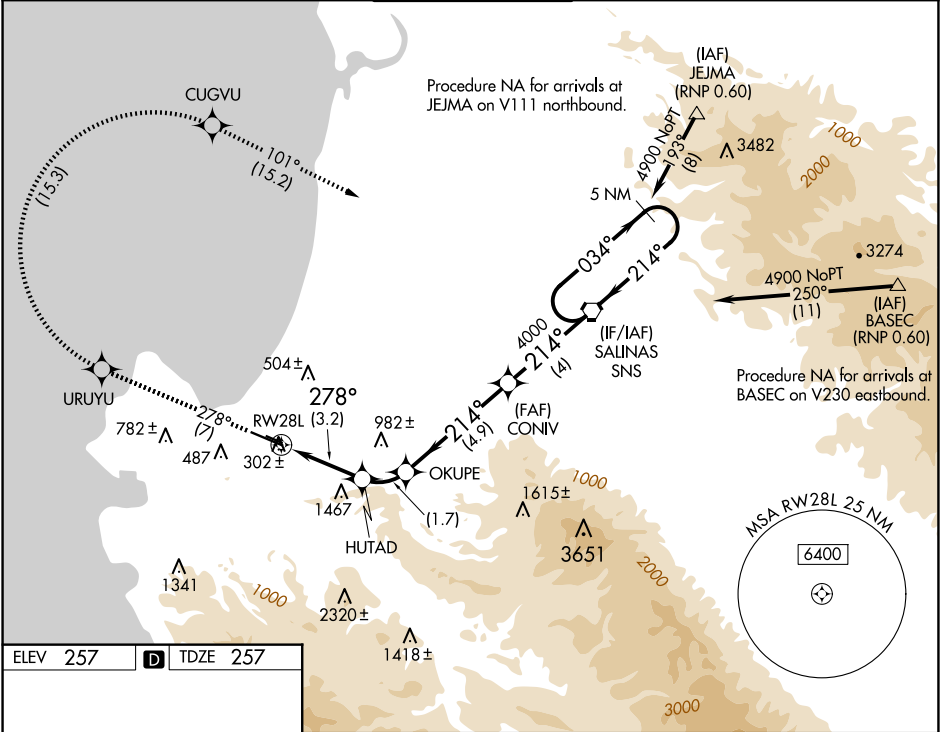 (IAF)
JEJMA
(RNP 0.60)
Procedure NA for arrivals at
JEJMA on V111 northbound.
CUGVU
101°
(15.2)
(15.3)
4900 NoPT
193°
(8)
3482
1000
2000
5 NM
034°
214°
3274
4900 NoPT
250°
(11)
(IAF)
BASEC
(RNP 0.60)
(IF/IAF)
SALINAS
SNS
4000
214°
(4)
Procedure NA for arrivals at
BASEC on V230 eastbound.
504±
278°
(3.2)
RW28L
URUYU
278°
(7)
782±
487
302±
982±
(FAF)
CONIV
214°
(4.9)
OKUPE
1467
(1.7)
HUTAD
1615±
1000
3651
2000
MSA RW28L 25 NM
6400
1341
1000
2320±
1418±
3000
ELEV 257 D TDZE 257